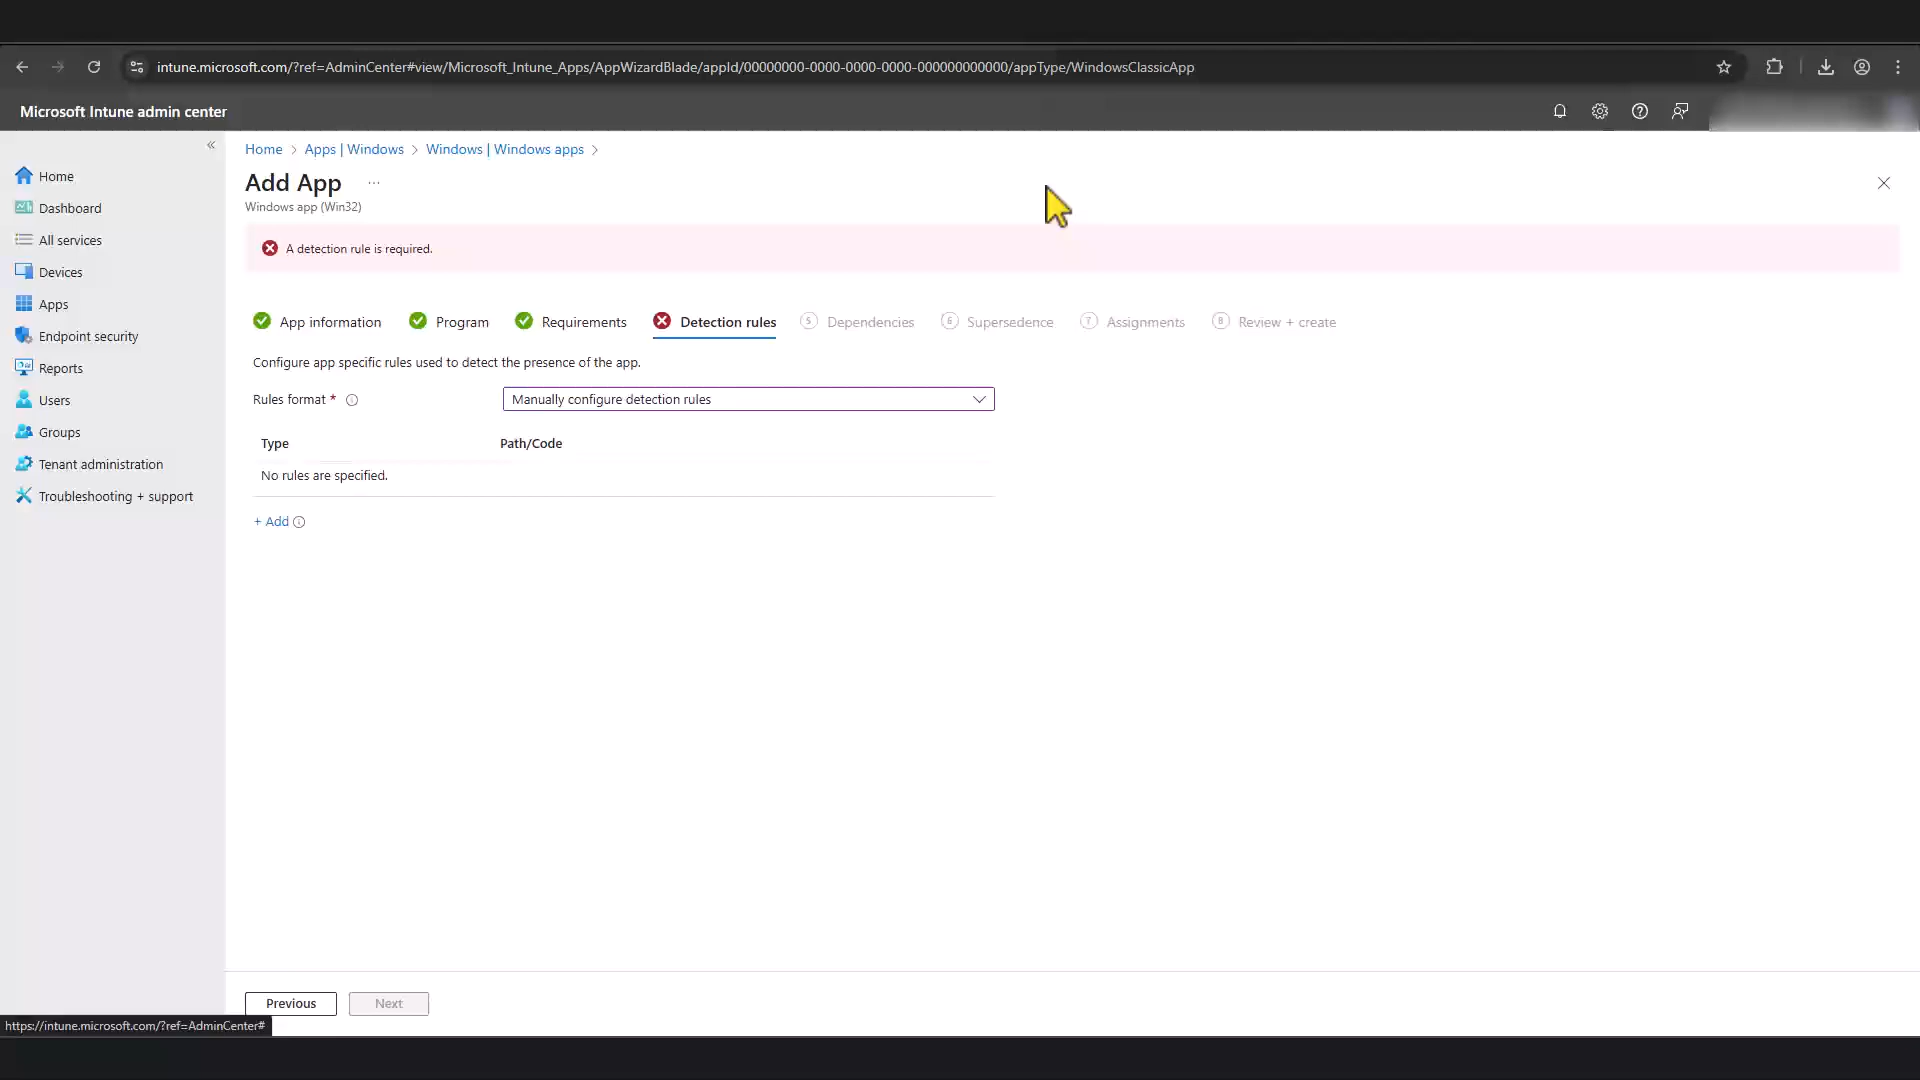 intune.microsoft.com/?ref=AdminCenter#view/Microsoft_Intune_Apps/AppWizardBlade/appId/00000000-0000-0000-0000-000000000000/appType/WindowsClassicApp
Microsoft Intune admin center
«
Home
Dashboard
All services
Devices
Apps
Endpoint security
Reports
Users
Groups
Tenant administration
Troubleshooting + support
Home > Apps | Windows > Windows | Windows apps >
Add App ...
Windows app (Win32)
A detection rule is required.
App information Program Requirements Detection rules 5 Dependencies 6 Supersedence 7 Assignments 8 Review + create
Configure app specific rules used to detect the presence of the app.
Rules format * Manually configure detection rules
Type Path/Code
No rules are specified.
+ Add
Previous Next
https://intune.microsoft.com/?ref=AdminCenter#